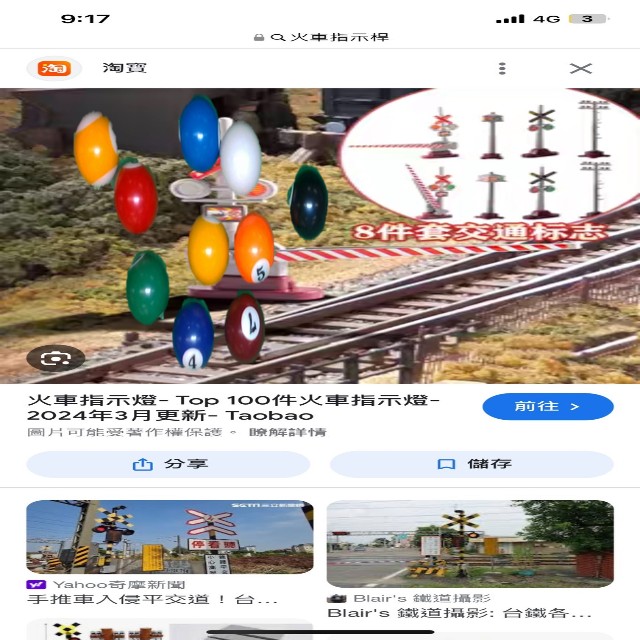 9:17
4G
3
火車指示桿
淘
淘寶
8件套交通标志
5
4
火車指示燈- Top 100件火車指示燈-
2024年3月更新- Taobao
前往 >
圖片可能受著作權保護。 瞭解詳情
分享
儲存
停看聽
Yahoo奇摩新聞
手推車入侵平交道！台...
Blair's 鐵道攝影
Blair's 鐵道攝影: 台鐵各...